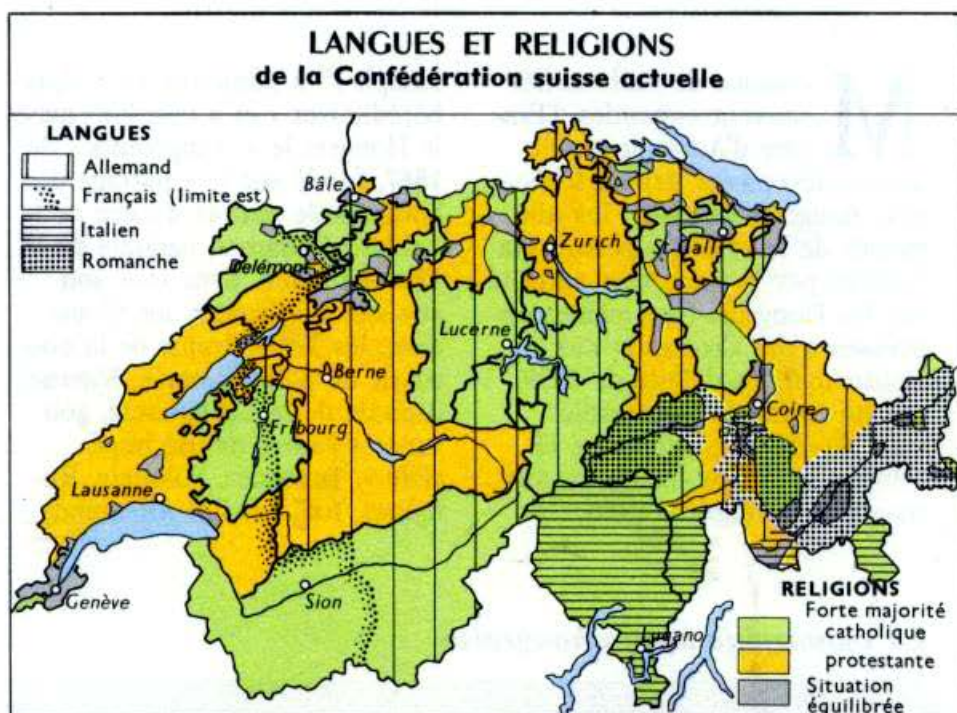 LANGUES ET RELIGIONS
de la Confédération suisse actuelle
LANGUES
Allemand
Français (limite est)
Italien
Romanche
Bâle
Delémont
Zurich
St Gall
Lucerne
Berne
Fribourg
Coire
Lausanne
Genève
Sion
Lugano
RELIGIONS
Forte majorité
catholique
protestante
Situation
équilibrée